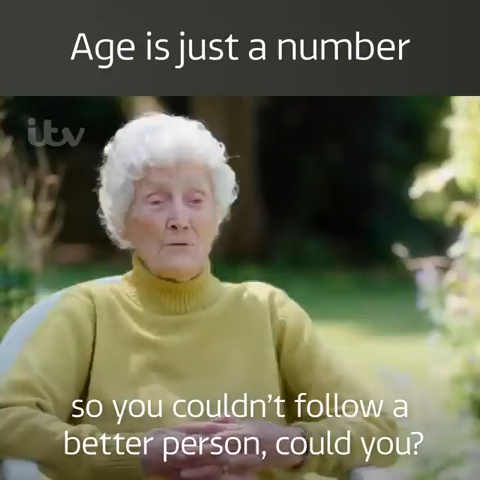 Age is just a number
itv
so you couldn't follow a
better person, could you?